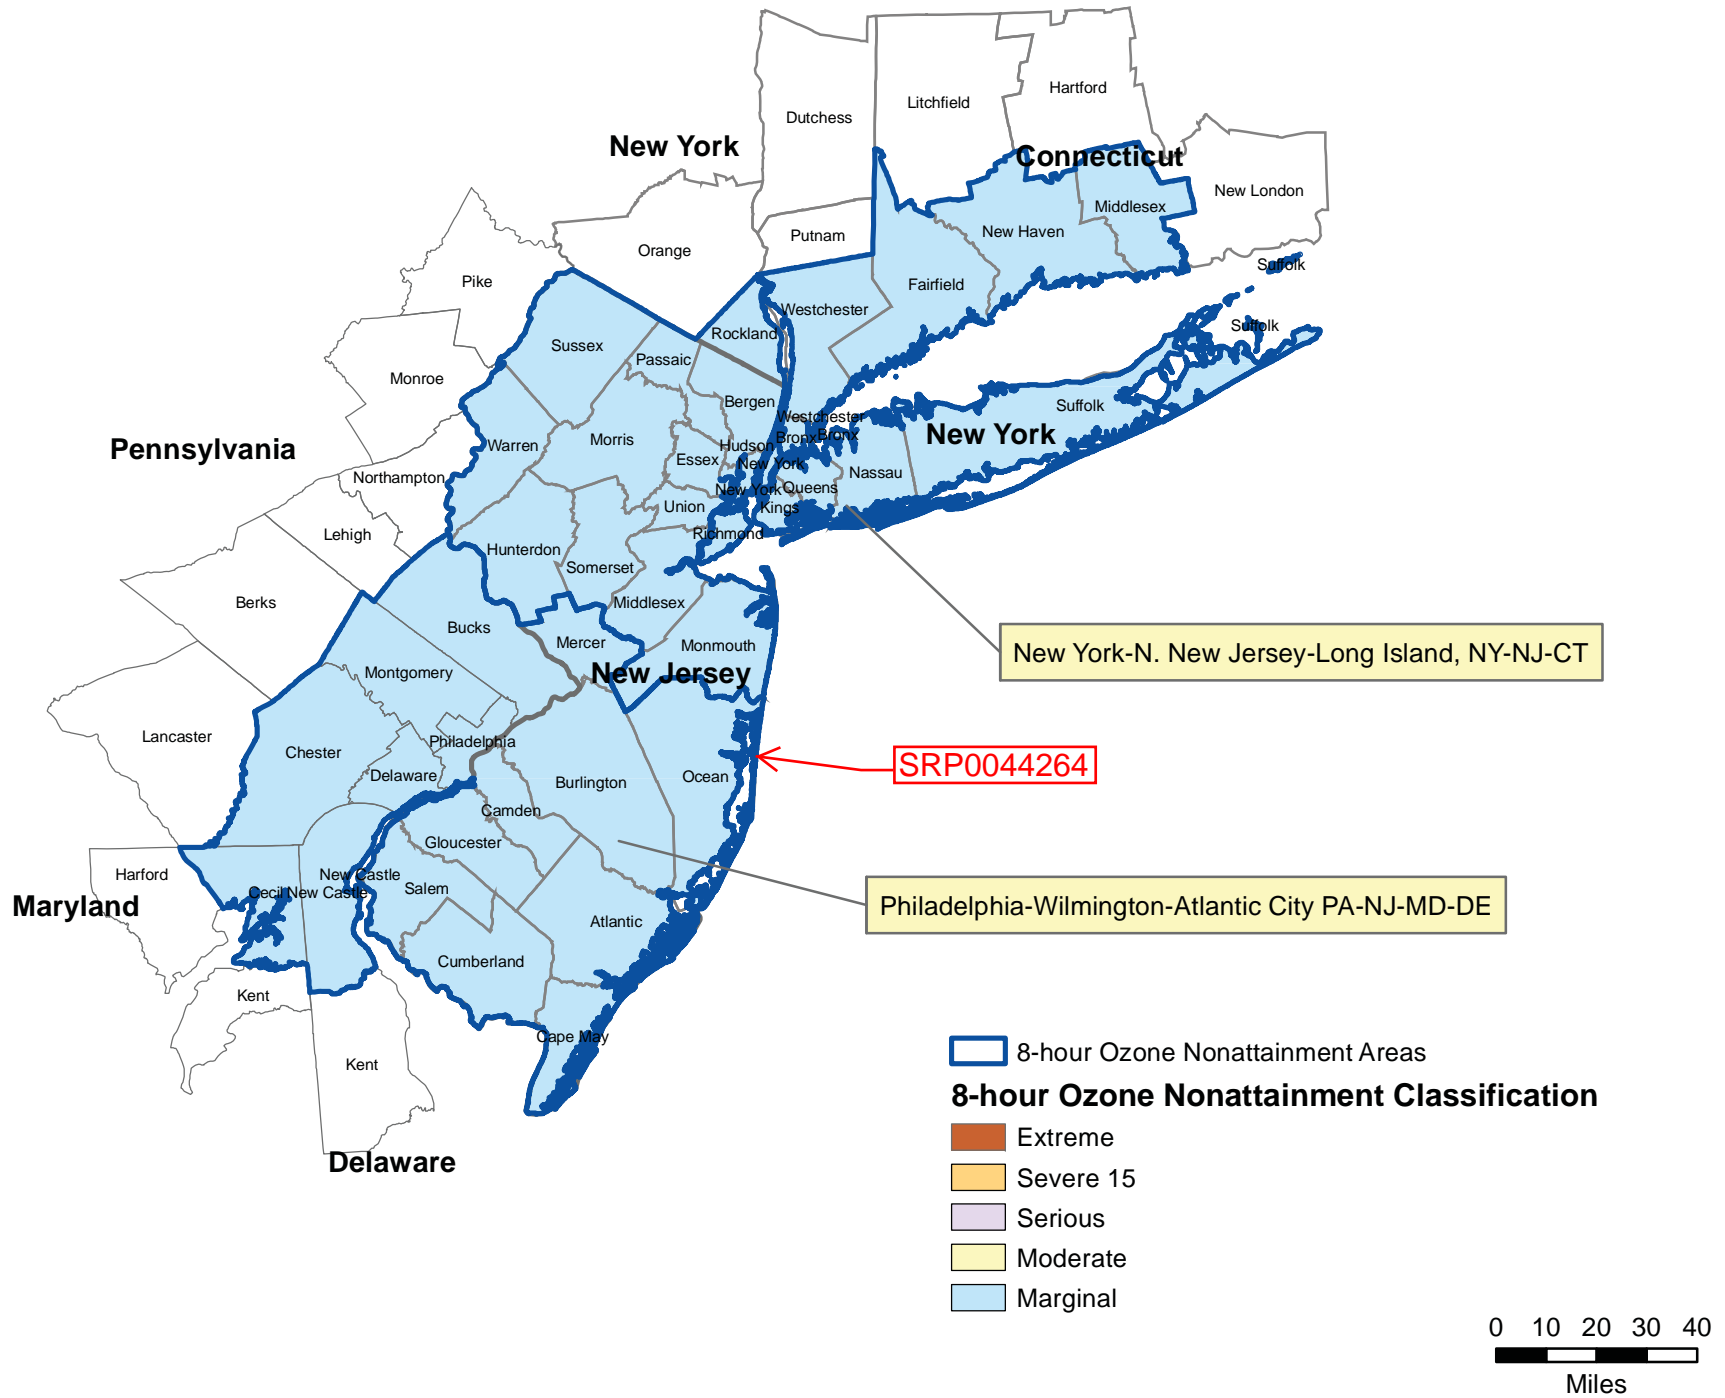 Hartford
Litchfield
Dutchess
New York
Connecticut
New London
Middlesex
New Haven
Putnam
Orange
Suffolk
Pike
Fairfield
Westchester
Suffolk
Rockland
Sussex
Passaic
Monroe
Bergen
Suffolk
Westchester
New York
Pennsylvania
Warren
Morris
Hudson
Bronx
Bronx
Essex
New York
Nassau
Northampton
New York
Queens
Union
Kings
Lehigh
Richmond
Hunterdon
Somerset
Berks
Middlesex
Bucks
Mercer
Monmouth
New York-N. New Jersey-Long Island, NY-NJ-CT
Montgomery
New Jersey
Lancaster
Chester
Philadelphia
Delaware
Burlington
Ocean
SRP0044264
Camden
Gloucester
Harford
New Castle
Cecil
New Castle
Salem
Maryland
Atlantic
Philadelphia-Wilmington-Atlantic City PA-NJ-MD-DE
Cumberland
Kent
Cape May
Kent
Delaware
8-hour Ozone Nonattainment Areas
8-hour Ozone Nonattainment Classification
Extreme
Severe 15
Serious
Moderate
Marginal
0 10 20 30 40
Miles